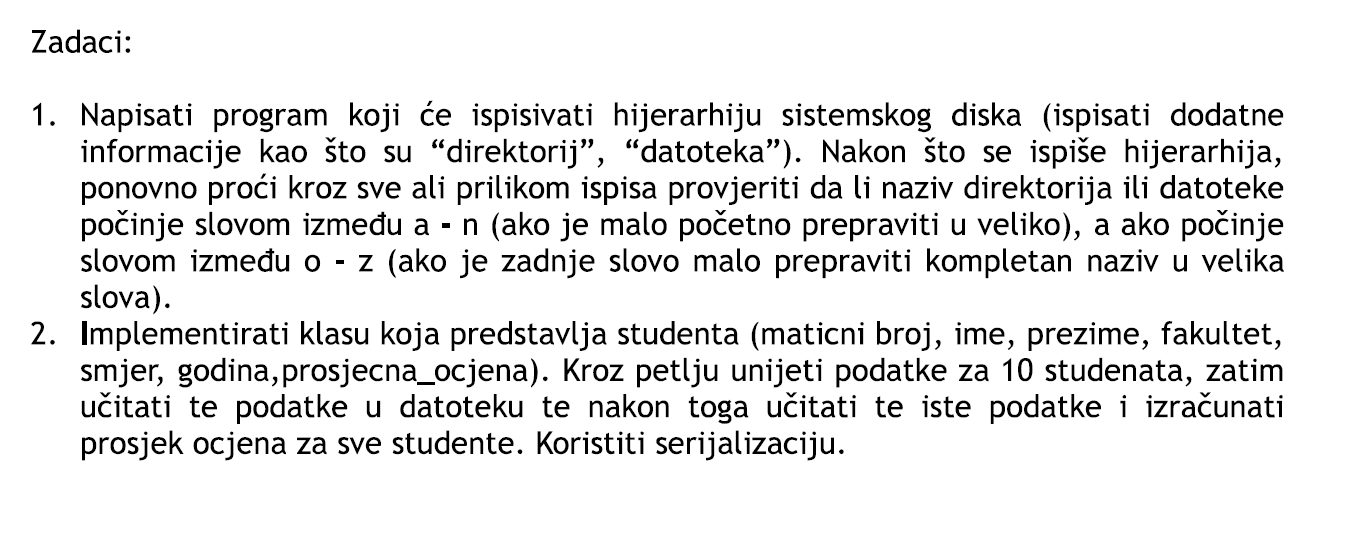 Zadaci:
1. Napisati program koji će ispisivati hijerarhiju sistemskog diska (ispisati dodatne
informacije kao što su “direktorij”, “datoteka”). Nakon što se ispiše hijerarhija,
ponovno proći kroz sve ali prilikom ispisa provjeriti da li naziv direktorija ili datoteke
počinje slovom između a - n (ako je malo početno prepraviti u veliko), a ako počinje
slovom između o - z (ako je zadnje slovo malo prepraviti kompletan naziv u velika
slova).
2. Implementirati klasu koja predstavlja studenta (maticni broj, ime, prezime, fakultet,
smjer, godina,prosjecna_ocjena). Kroz petlju unijeti podatke za 10 studenata, zatim
učitati te podatke u datoteku te nakon toga učitati te iste podatke i izračunati
prosjek ocjena za sve studente. Koristiti serijalizaciju.